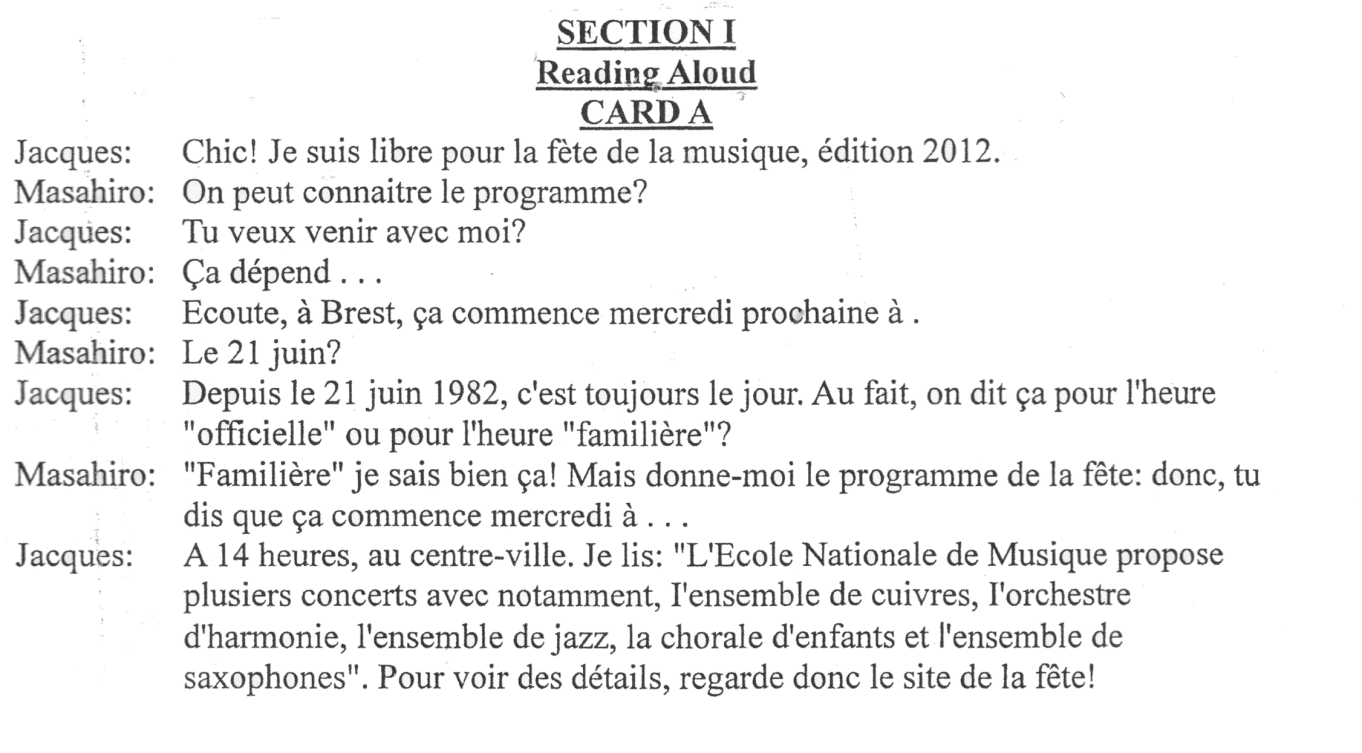 SECTION I
Reading Aloud
CARD A
Jacques: Chic! Je suis libre pour la fète de la musique, édition 2012.
Masahiro: On peut connaitre le programme?
Jacques: Tu veux venir avec moi?
Masahiro: Ça dépend . . .
Jacques: Ecoute, à Brest, ça commence mercredi prochaine à .
Masahiro: Le 21 juin?
Jacques: Depuis le 21 juin 1982, c'est toujours le jour. Au fait, on dit ça pour l'heure
"officielle" ou pour l'heure "familière"?
Masahiro: "Familière" je sais bien ça! Mais donne-moi le programme de la fête: donc, tu
dis que ça commence mercredi à . . .
Jacques: A 14 heures, au centre-ville. Je lis: "L'Ecole Nationale de Musique propose
plusiers concerts avec notamment, I'ensemble de cuivres, I'orchestre
d'harmonie, l'ensemble de jazz, la chorale d'enfants et l'ensemble de
saxophones". Pour voir des détails, regarde donc le site de la fête!